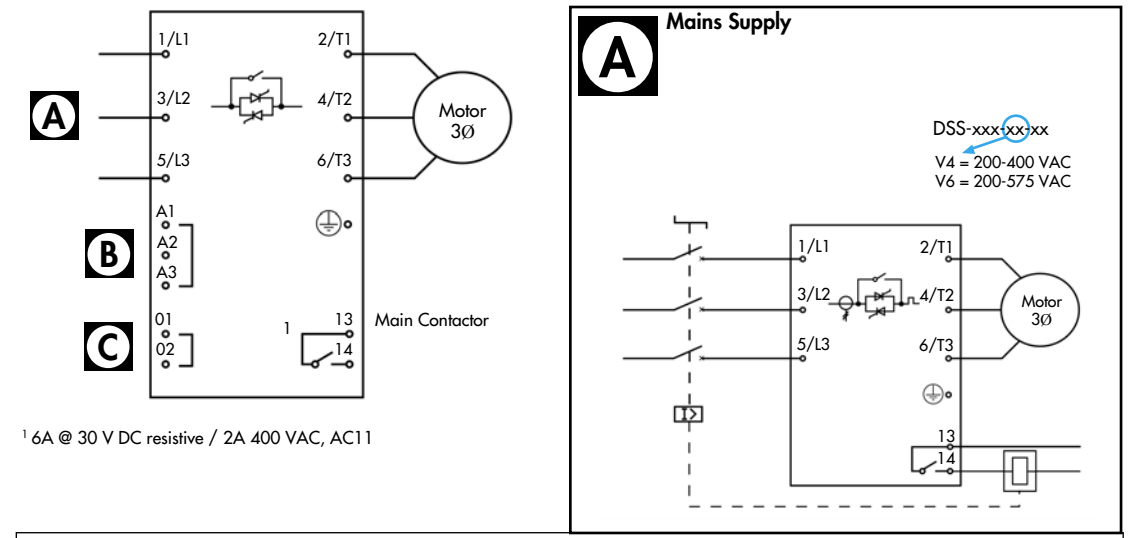 1/L1
2/T1
A
3/L2
4/T2
Motor
3Ø
5/L3
6/T3
A1
B
A2
A3
C
01
02
1
13
Main Contactor
14
1 6A @ 30 V DC resistive / 2A 400 VAC, AC11
A
Mains Supply
DSS-xxx-xx-xx
V4 = 200-400 VAC
V6 = 200-575 VAC
1/L1
2/T1
3/L2
4/T2
Motor
3Ø
5/L3
6/T3
I>
13
14